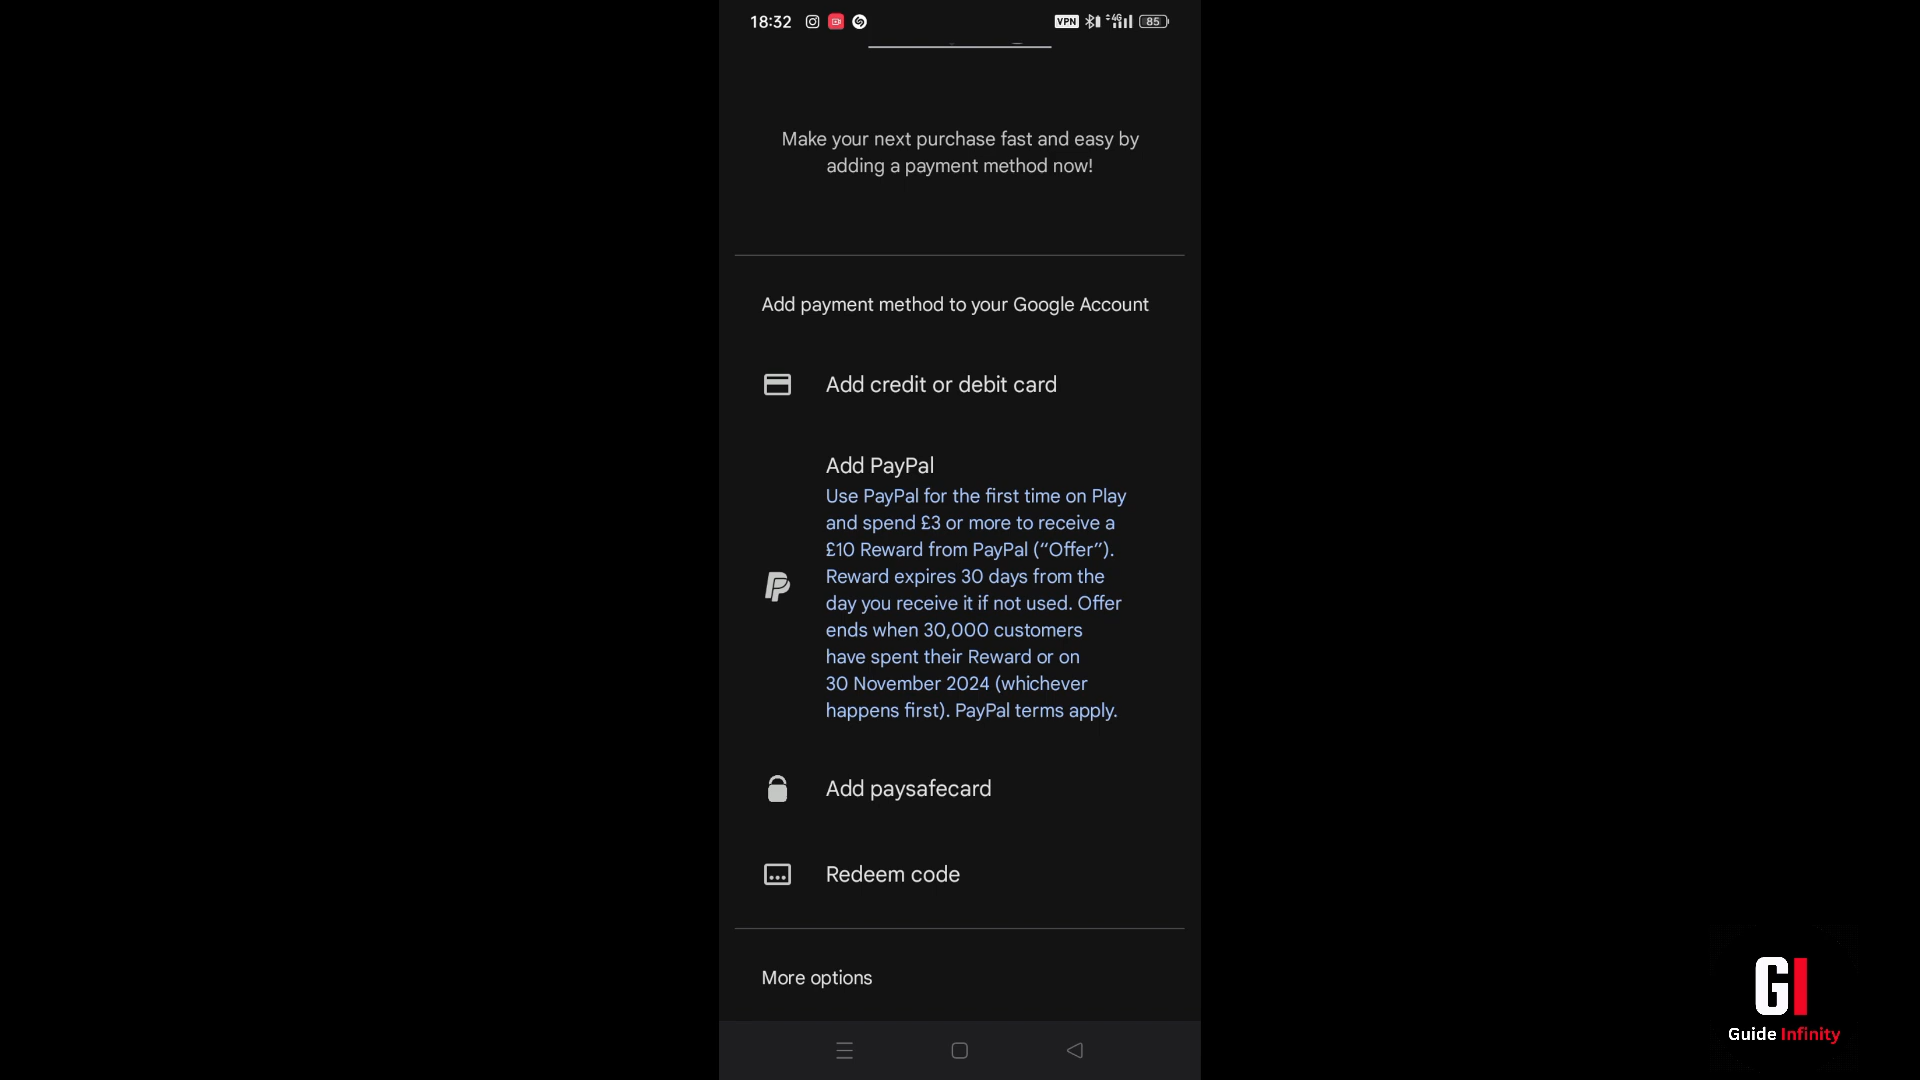 18:32
VPN 4G 85
Make your next purchase fast and easy by
adding a payment method now!
Add payment method to your Google Account
Add credit or debit card
Add PayPal
Use PayPal for the first time on Play
and spend £3 or more to receive a
£10 Reward from PayPal (“Offer”).
Reward expires 30 days from the
day you receive it if not used. Offer
ends when 30,000 customers
have spent their Reward or on
30 November 2024 (whichever
happens first). PayPal terms apply.
Add paysafecard
Redeem code
More options
GI
Guide Infinity